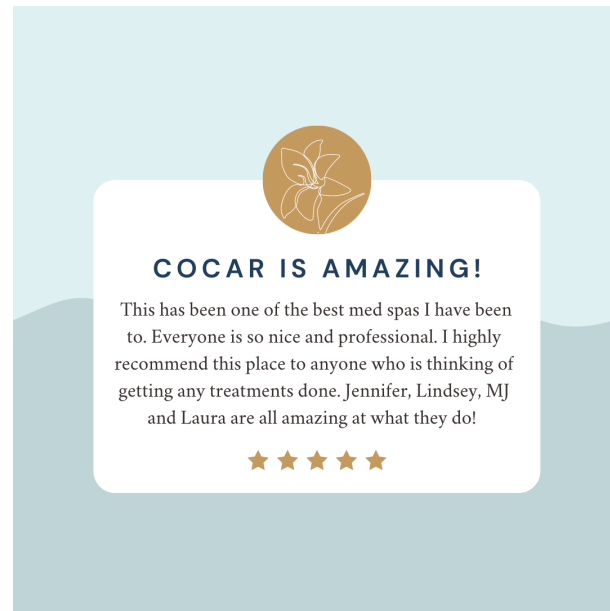 COCAR IS AMAZING!
This has been one of the best med spas I have been
to. Everyone is so nice and professional. I highly
recommend this place to anyone who is thinking of
getting any treatments done. Jennifer, Lindsey, MJ
and Laura are all amazing at what they do!